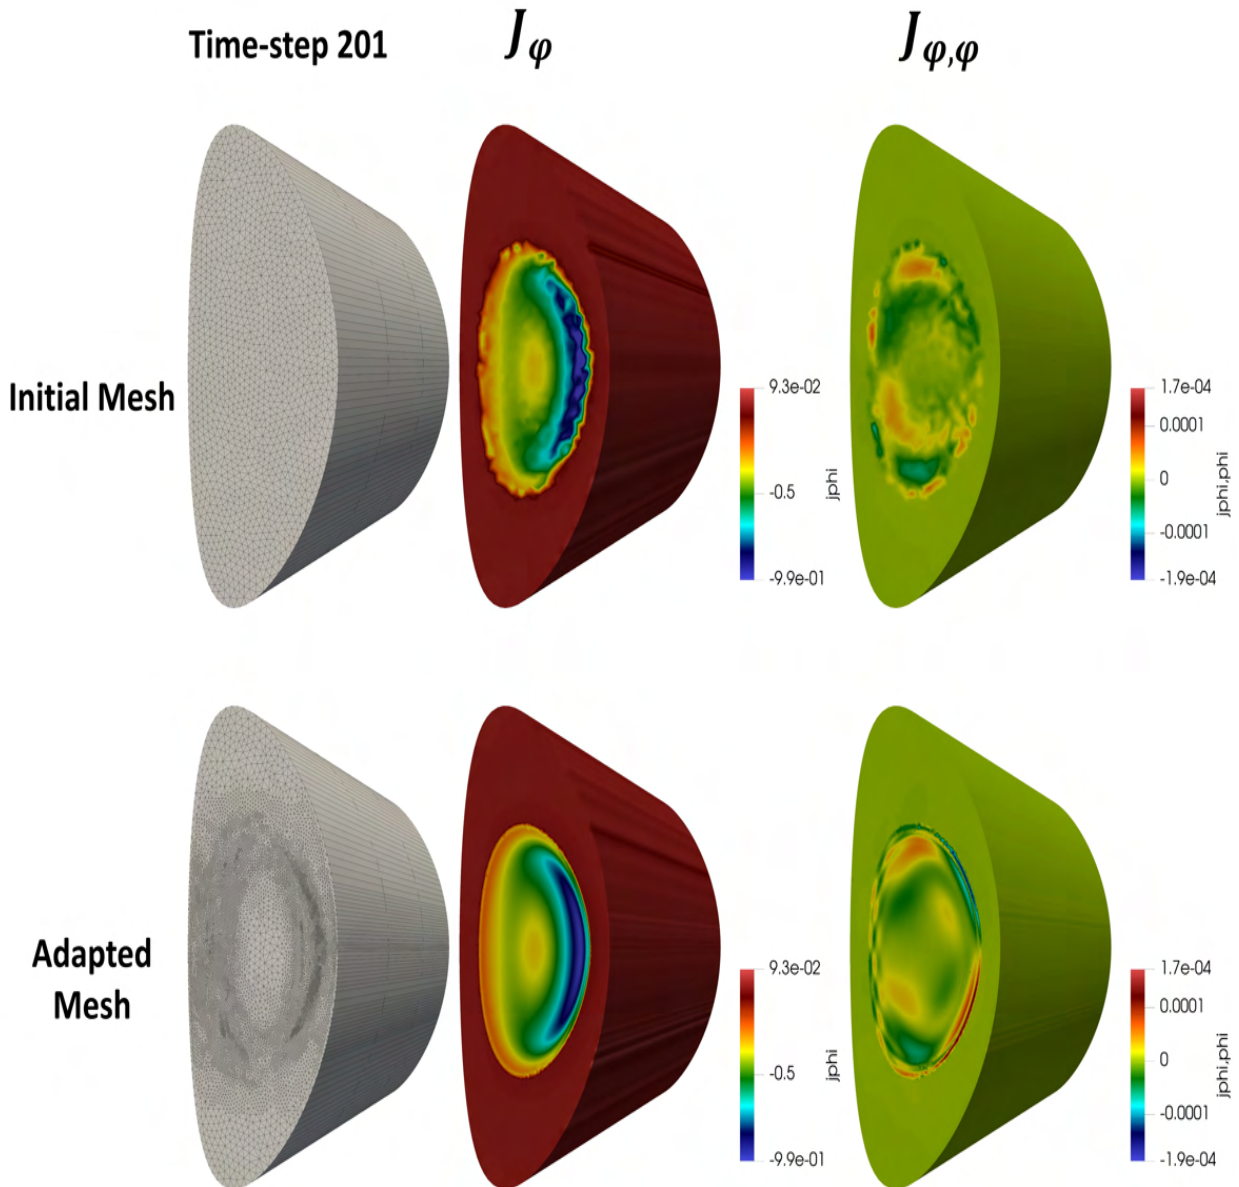 Time-step 201
J_φ
J_φ,φ
Initial Mesh
9.3e-02
-0.5
-9.9e-01
jphi
1.7e-04
0.0001
0
-0.0001
-1.9e-04
jphi,phi
Adapted
Mesh
9.3e-02
-0.5
-9.9e-01
jphi
1.7e-04
0.0001
0
-0.0001
-1.9e-04
jphi,phi